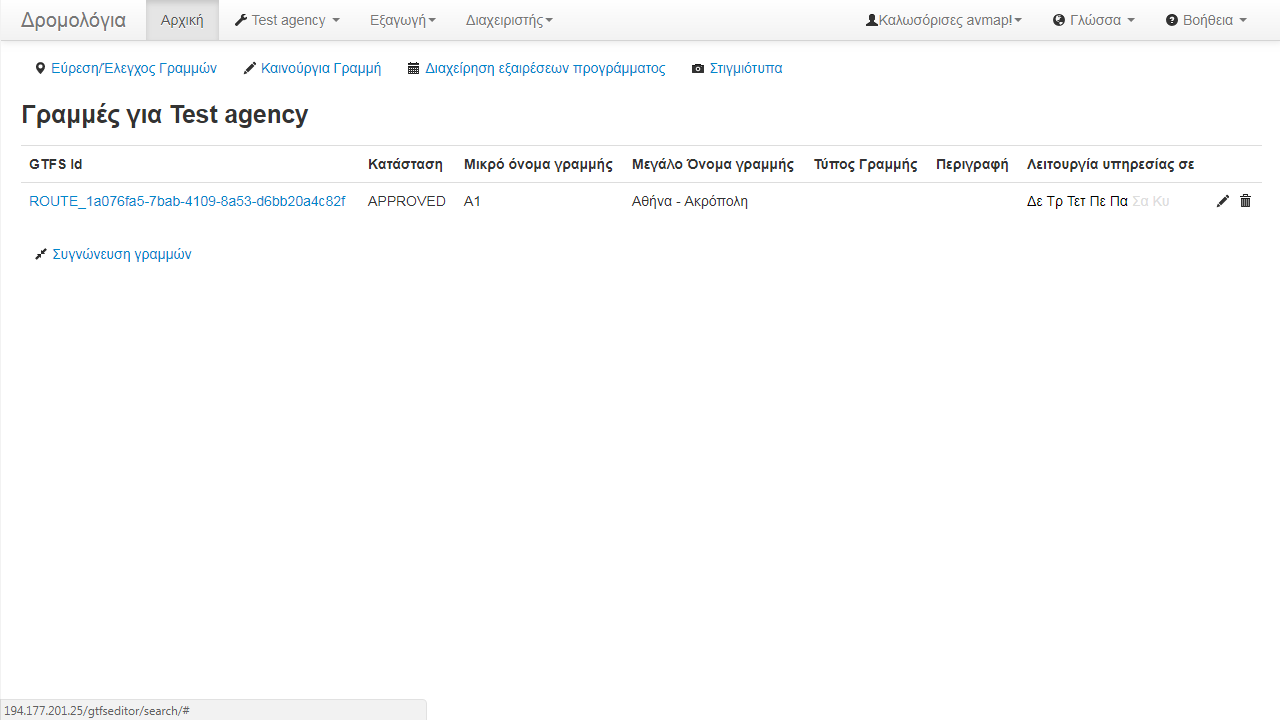 Δρομολόγια Αρχική Test agency Εξαγωγή Διαχειριστής Καλωσόρισες avmap! Γλώσσα Βοήθεια
Εύρεση/Έλεγχος Γραμμών Καινούργια Γραμμή Διαχείρηση εξαιρέσεων προγράμματος Στιγμιότυπα
Γραμμές για Test agency
GTFS Id Κατάσταση Μικρό όνομα γραμμής Μεγάλο Όνομα γραμμής Τύπος Γραμμής Περιγραφή Λειτουργία υπηρεσίας σε
ROUTE_1a076fa5-7bab-4109-8a53-d6bb20a4c82f APPROVED A1 Αθήνα - Ακρόπολη Δε Τρ Τετ Πε Πα Σα Κυ
Συγνώνευση γραμμών
194.177.201.25/gtfseditor/search/#